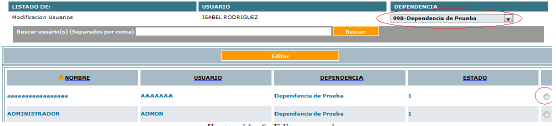 LISTADO DE: USUARIO DEPENDENCIA
Modificacion Usuarios ISABEL RODRIGUEZ 998-Dependencia de Prueba
Buscar usuario(s) (Separados por coma) Buscar
Editar
NOMBRE USUARIO DEPENDENCIA ESTADO
aaaaaaaaaaaaaaaa AAAAAAA Dependencia de Prueba 1
ADMINISTRADOR ADMON Dependencia de Prueba 1